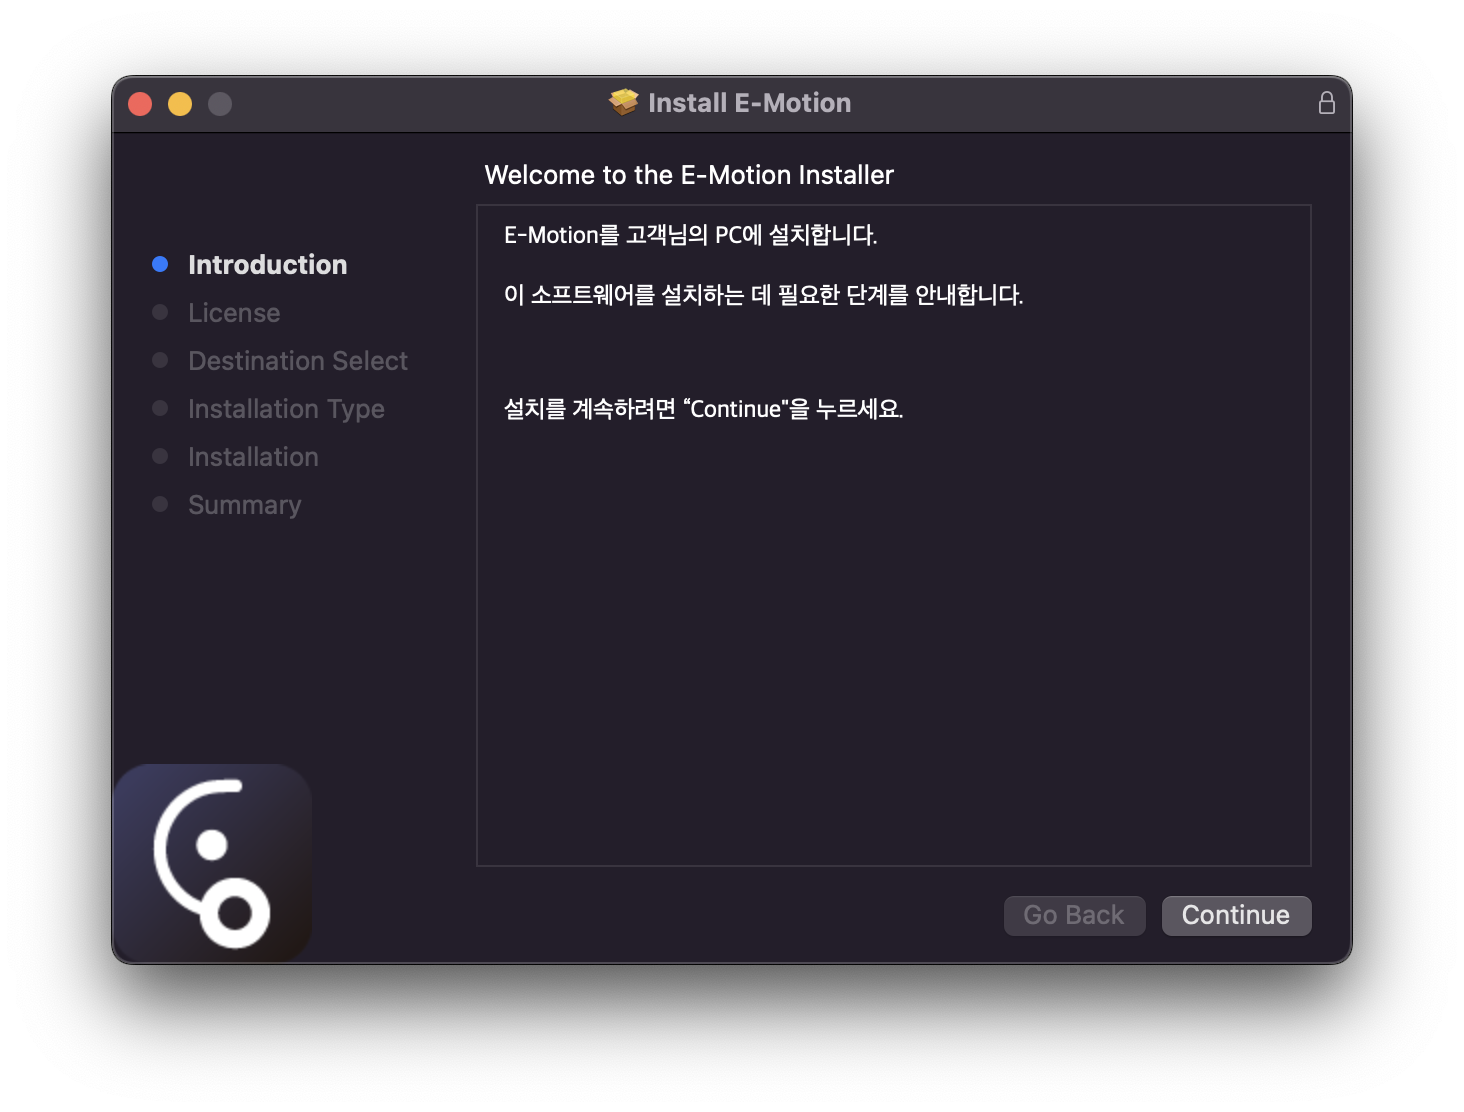 Install E-Motion
Welcome to the E-Motion Installer
Introduction
License
Destination Select
Installation Type
Installation
Summary
E-Motion를 고객님의 PC에 설치합니다.
이 소프트웨어를 설치하는 데 필요한 단계를 안내합니다.
설치를 계속하려면 “Continue"을 누르세요.
Go Back
Continue